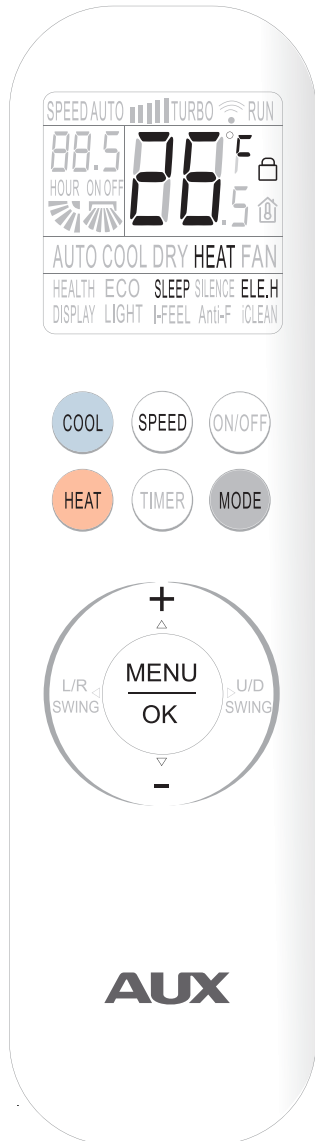 SPEED AUTO TURBO RUN
88.5 26 °F
HOUR ON OFF .5
AUTO COOL DRY HEAT FAN
HEALTH ECO SLEEP SILENCE ELE.H
DISPLAY LIGHT I-FEEL Anti-F iCLEAN
COOL SPEED ON/OFF
HEAT TIMER MODE
+
L/R SWING MENU U/D SWING
OK
-
AUX